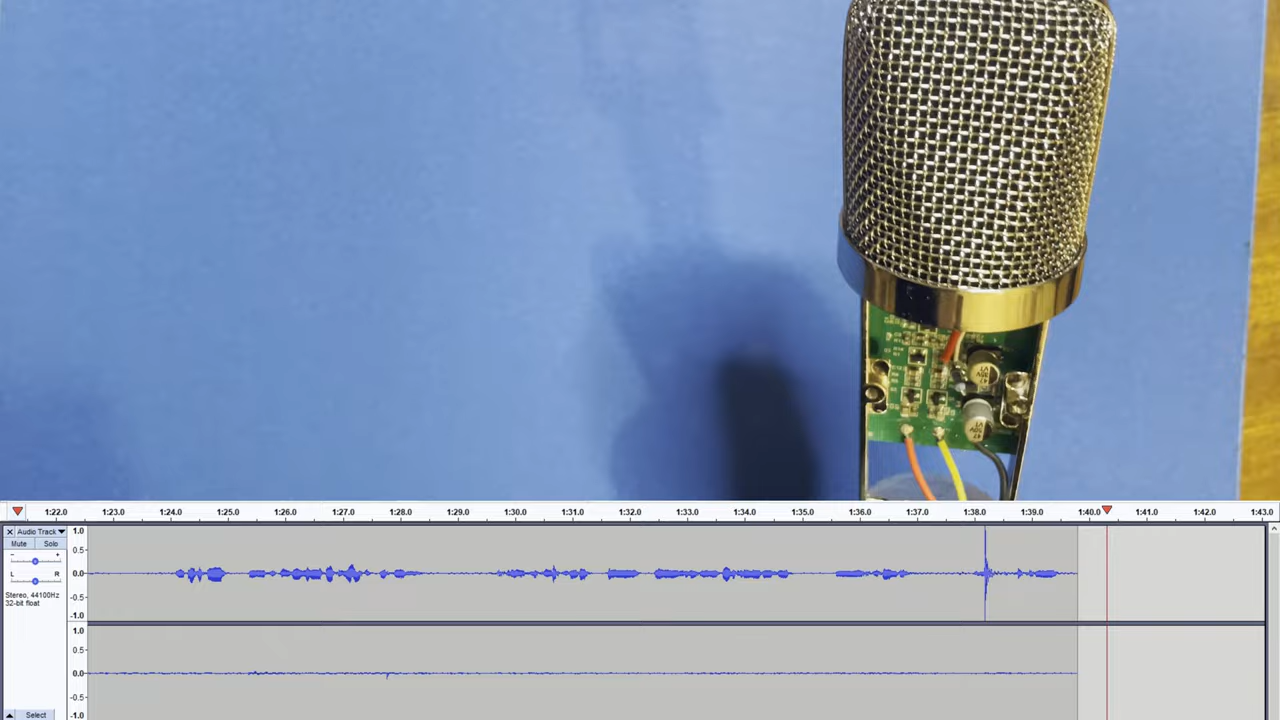 1:22.0 1:23.0 1:24.0 1:25.0 1:26.0 1:27.0 1:28.0 1:29.0 1:30.0 1:31.0 1:32.0 1:33.0 1:34.0 1:35.0 1:36.0 1:37.0 1:38.0 1:39.0 1:40.0 1:41.0 1:42.0 1:43.0
Audio Track
Mute Solo
- +
L R
Stereo, 44100Hz
32-bit float
Select
1.0
0.5-
0.0-
-0.5-
-1.0
1.0
0.5-
0.0-
-0.5-
-1.0